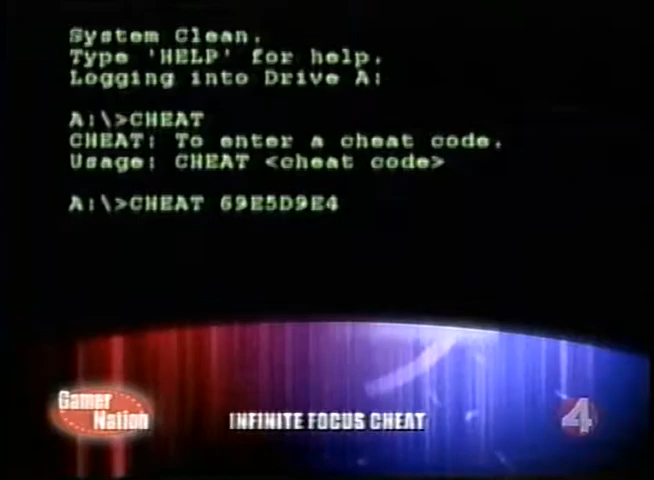 System Clean.
Type 'HELP' for help.
Logging into Drive A:
A:\>CHEAT
CHEAT: To enter a cheat code.
Usage: CHEAT <cheat code>
A:\>CHEAT 69E5D9E4
Gamer
Nation
INFINITE FOCUS CHEAT
4